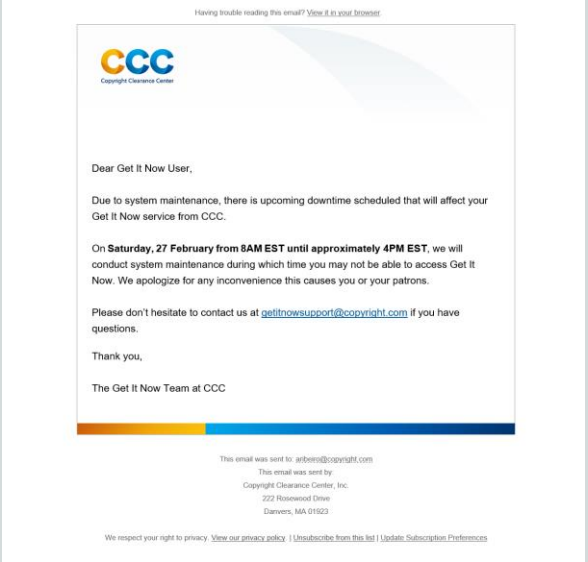 Having trouble reading this email? View it in your browser.
CCC
Copyright Clearance Center
Dear Get It Now User,
Due to system maintenance, there is upcoming downtime scheduled that will affect your
Get It Now service from CCC.
On Saturday, 27 February from 8AM EST until approximately 4PM EST, we will
conduct system maintenance during which time you may not be able to access Get It
Now. We apologize for any inconvenience this causes you or your patrons.
Please don't hesitate to contact us at getitnowsupport@copyright.com if you have
questions.
Thank you,
The Get It Now Team at CCC
This email was sent to: anbeiro@copyright.com
This email was sent by:
Copyright Clearance Center, Inc.
222 Rosewood Drive
Danvers, MA 01923
We respect your right to privacy. View our privacy policy. | Unsubscribe from this list | Update Subscription Preferences